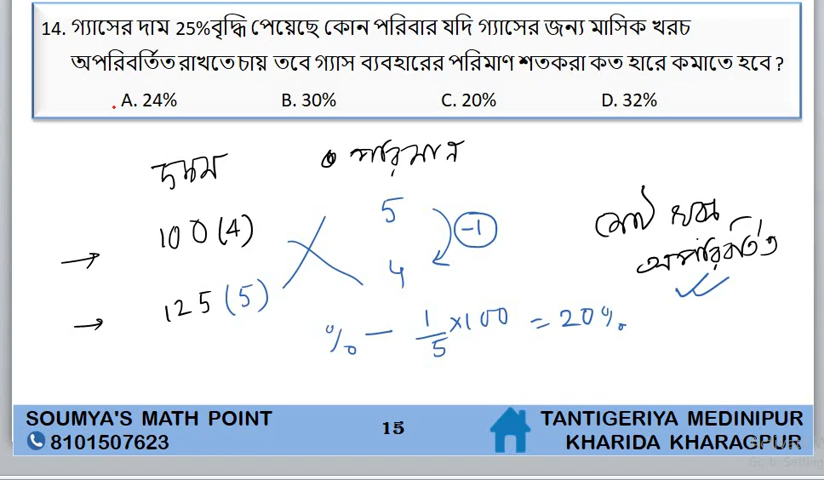 14. গ্যাসের দাম 25%বৃদ্ধি পেয়েছে কোন পরিবার যদি গ্যাসের জন্য মাসিক খরচ
অপরিবর্তিত রাখতে চায় তবে গ্যাস ব্যবহারের পরিমাণ শতকরা কত হারে কমাতে হবে ?
A. 24% B. 30% C. 20% D. 32%
পরিমান
100(4) 5 -1
125(5) 4
অপরিবর্তিত
% - 1/5 × 100 = 20%
SOUMYA'S MATH POINT
8101507623
15
TANTIGERIYA MEDINIPUR
KHARIDA KHARAGPUR